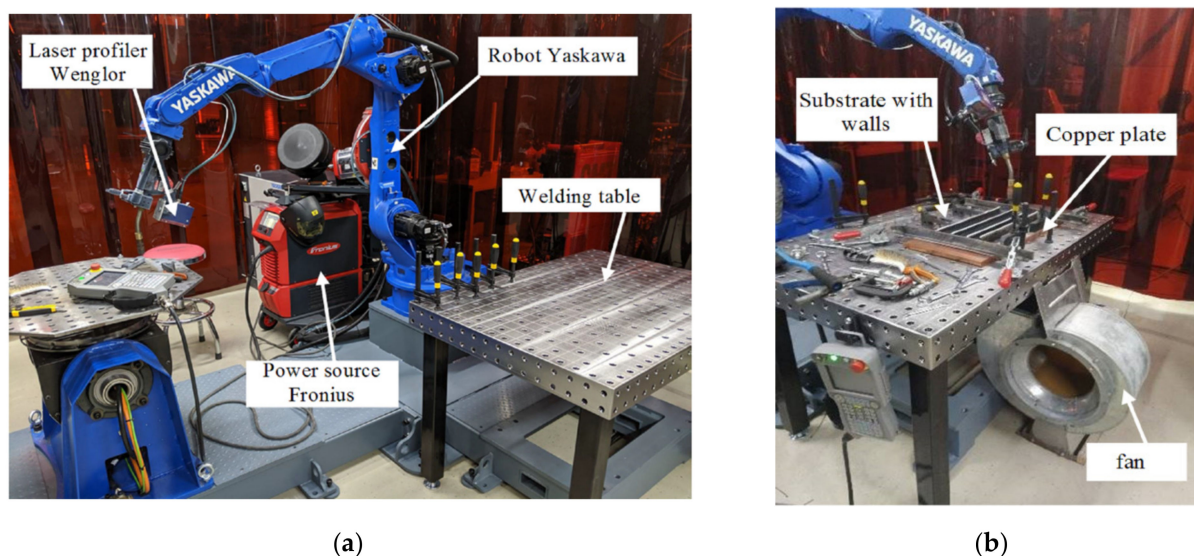 Laser profiler
Wenglor
Robot Yaskawa
YASKAWA
Welding table
Fronius
Power source
Fronius
(a)
YASKAWA
Substrate with
walls
Copper plate
fan
(b)